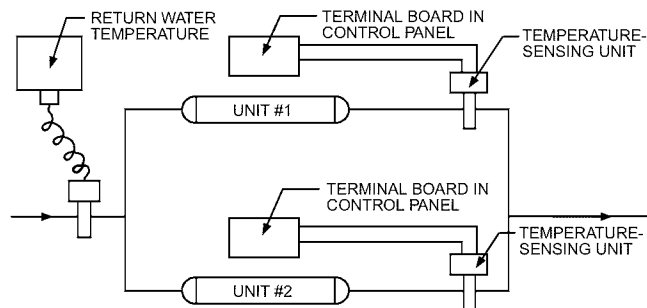 RETURN WATER
TEMPERATURE
TERMINAL BOARD IN
CONTROL PANEL
TEMPERATURE-
SENSING UNIT
UNIT #1
TERMINAL BOARD IN
CONTROL PANEL
TEMPERATURE-
SENSING UNIT
UNIT #2